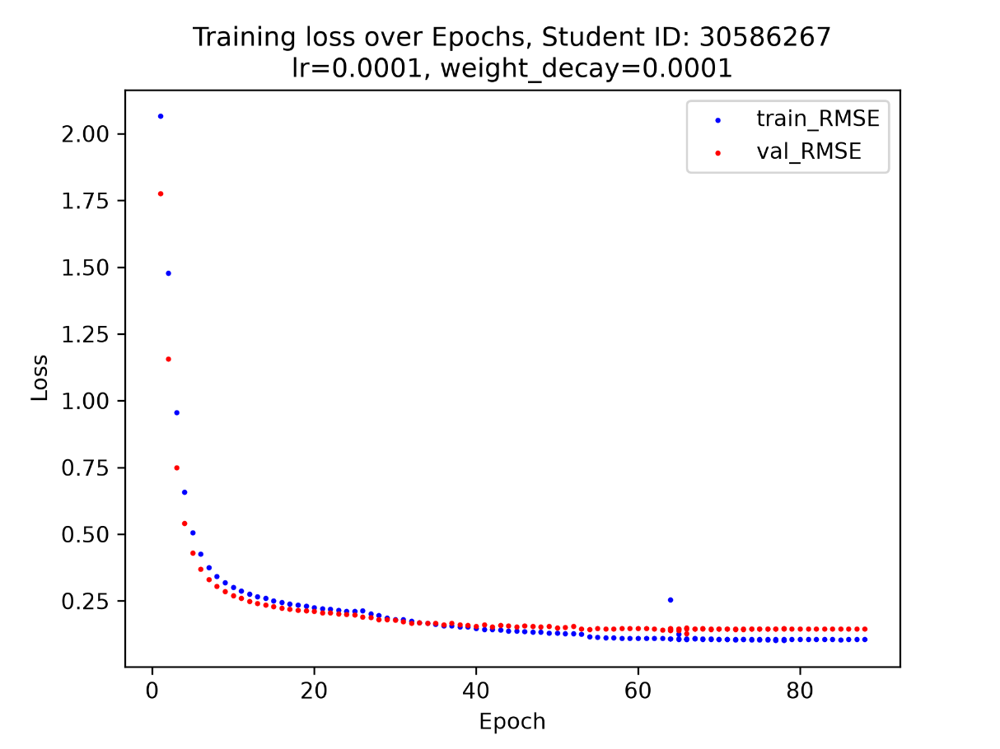 Training loss over Epochs, Student ID: 30586267
lr=0.0001, weight_decay=0.0001
train_RMSE
val_RMSE
2.00
1.75
1.50
1.25
1.00
0.75
0.50
0.25
Loss
0 20 40 60 80
Epoch